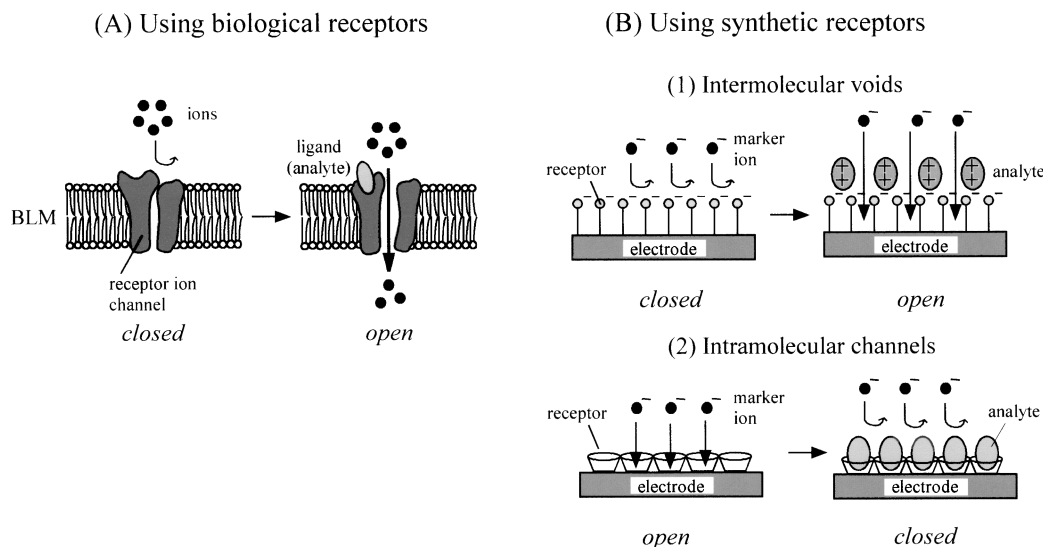 (A) Using biological receptors
ions
ligand
(analyte)
BLM
receptor ion
channel
closed
open
(B) Using synthetic receptors
(1) Intermolecular voids
receptor
marker
ion
analyte
electrode
electrode
closed
open
(2) Intramolecular channels
receptor
marker
ion
analyte
electrode
electrode
open
closed